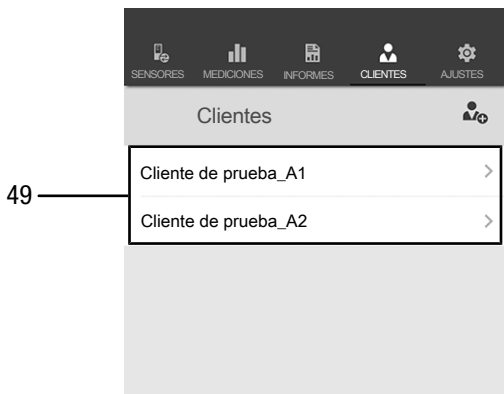 SENSORES MEDICIONES INFORMES CLIENTES AJUSTES
Clientes
Cliente de prueba_A1
49
Cliente de prueba_A2